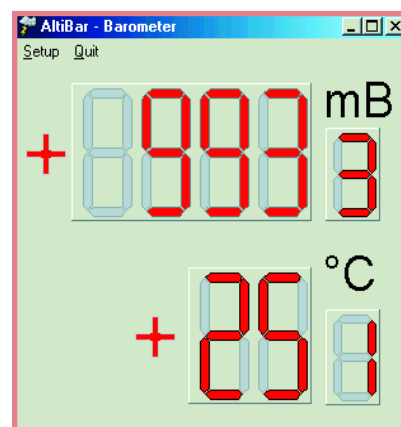 AltiBar - Barometer
Setup Quit
mB
+ 993 3
°C
+ 25 1